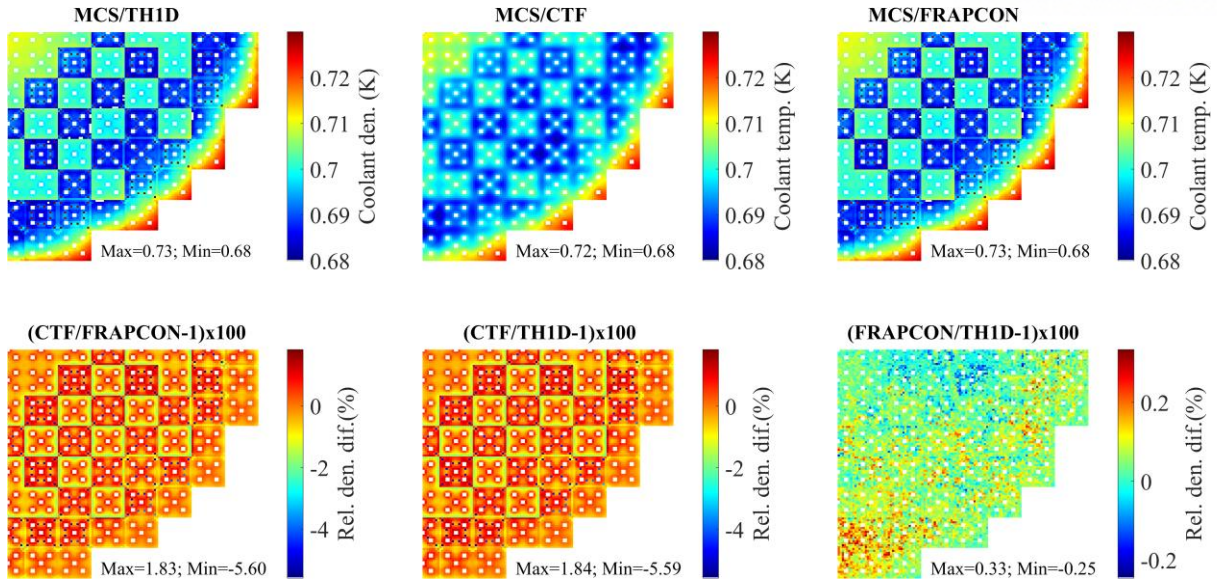 MCS/TH1D
MCS/CTF
MCS/FRAPCON
0.72
0.71
0.7
0.69
0.68
Coolant den. (K)
Max=0.73; Min=0.68
0.72
0.71
0.7
0.69
0.68
Coolant temp. (K)
Max=0.72; Min=0.68
0.72
0.71
0.7
0.69
0.68
Coolant temp. (K)
Max=0.73; Min=0.68
(CTF/FRAPCON-1)x100
(CTF/TH1D-1)x100
(FRAPCON/TH1D-1)x100
0
-2
-4
Rel. den. dif.(%)
Max=1.83; Min=-5.60
0
-2
-4
Rel. den. dif.(%)
Max=1.84; Min=-5.59
0.2
0
-0.2
Rel. den. dif.(%)
Max=0.33; Min=-0.25